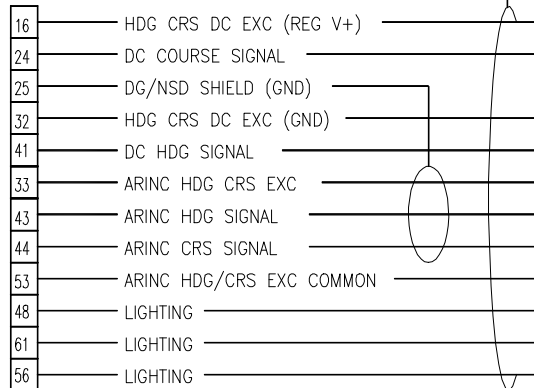 16 HDG CRS DC EXC (REG V+)
24 DC COURSE SIGNAL
25 DG/NSD SHIELD (GND)
32 HDG CRS DC EXC (GND)
41 DC HDG SIGNAL
33 ARINC HDG CRS EXC
43 ARINC HDG SIGNAL
44 ARINC CRS SIGNAL
53 ARINC HDG/CRS EXC COMMON
48 LIGHTING
61 LIGHTING
56 LIGHTING